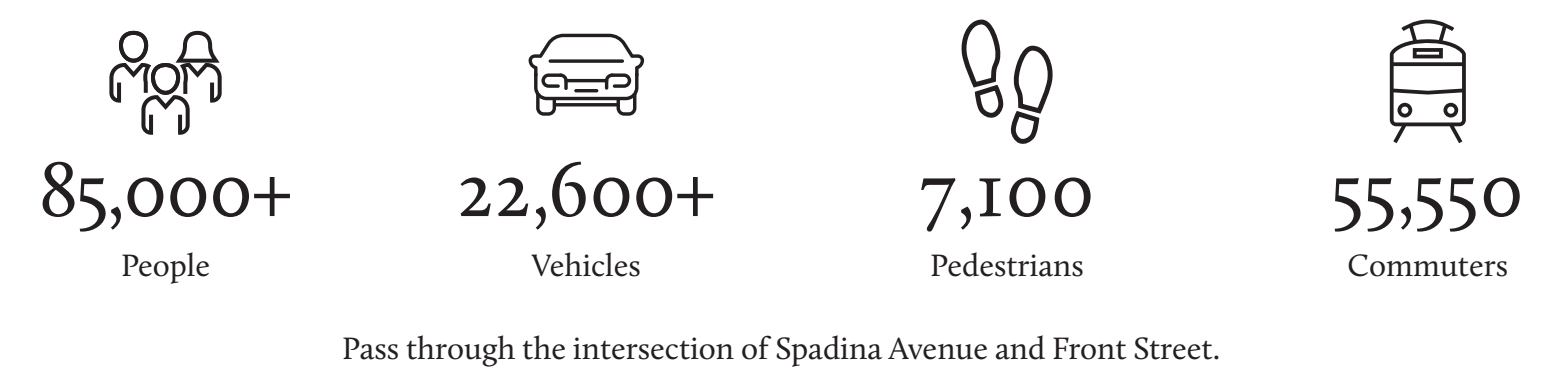 85,000+ 22,600+ 7,100 55,550
People Vehicles Pedestrians Commuters
Pass through the intersection of Spadina Avenue and Front Street.